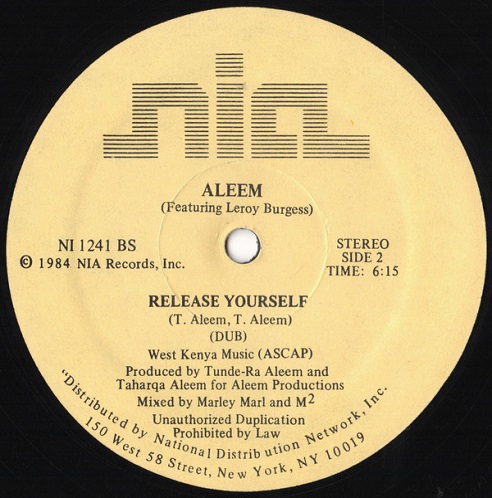 nia
ALEEM
(Featuring Leroy Burgess)
NI 1241 BS
© 1984 NIA Records, Inc.
STEREO
SIDE 2
TIME: 6:15
RELEASE YOURSELF
(T. Aleem, T. Aleem)
(DUB)
West Kenya Music (ASCAP)
Produced by Tunde-Ra Aleem and
Taharqa Aleem for Aleem Productions
Mixed by Marley Marl and M²
Unauthorized Duplication
Prohibited by Law
"Distributed by National Distribution Network, Inc.
150 West 58 Street, New York, NY 10019